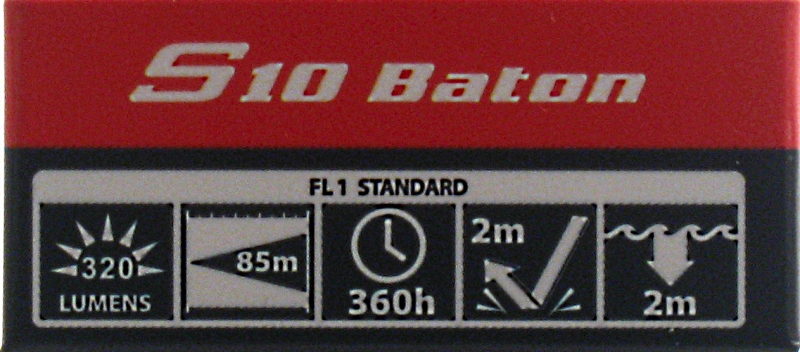 S10 Baton
FL1 STANDARD
320
LUMENS
85m
360h
2m
2m